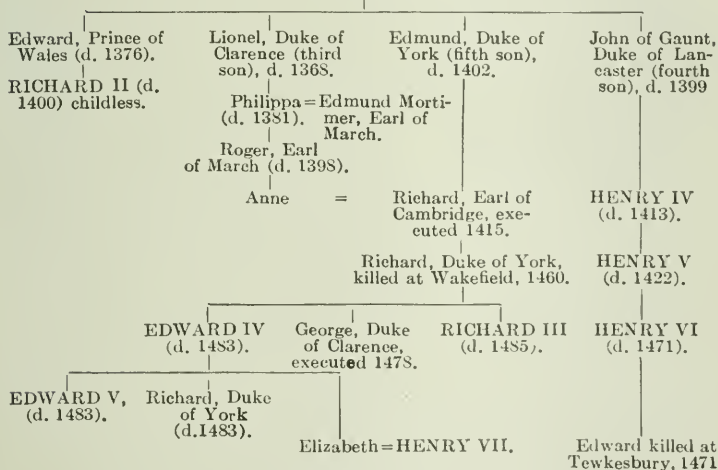 Edward, Prince of
Wales (d. 1376).
RICHARD II (d.
1400) childless.
Lionel, Duke of
Clarence (third
son), d. 1368.
Philippa=Edmund Morti-
(d. 1381). mer, Earl of
March.
Roger, Earl
of March (d. 1398).
Edmund, Duke of
York (fifth son),
d. 1402.
John of Gaunt,
Duke of Lan-
caster (fourth
son), d. 1399
Anne = Richard, Earl of
Cambridge, exe-
cuted 1415.
HENRY IV
(d. 1413).
Richard, Duke of York,
killed at Wakefield, 1460.
HENRY V
(d. 1422).
EDWARD IV
(d. 1483).
George, Duke
of Clarence,
executed 1478.
RICHARD III
(d. 1485).
HENRY VI
(d. 1471).
EDWARD V,
(d. 1483).
Richard, Duke
of York
(d.1483).
Elizabeth=HENRY VII.
Edward killed at
Tewkesbury, 1471